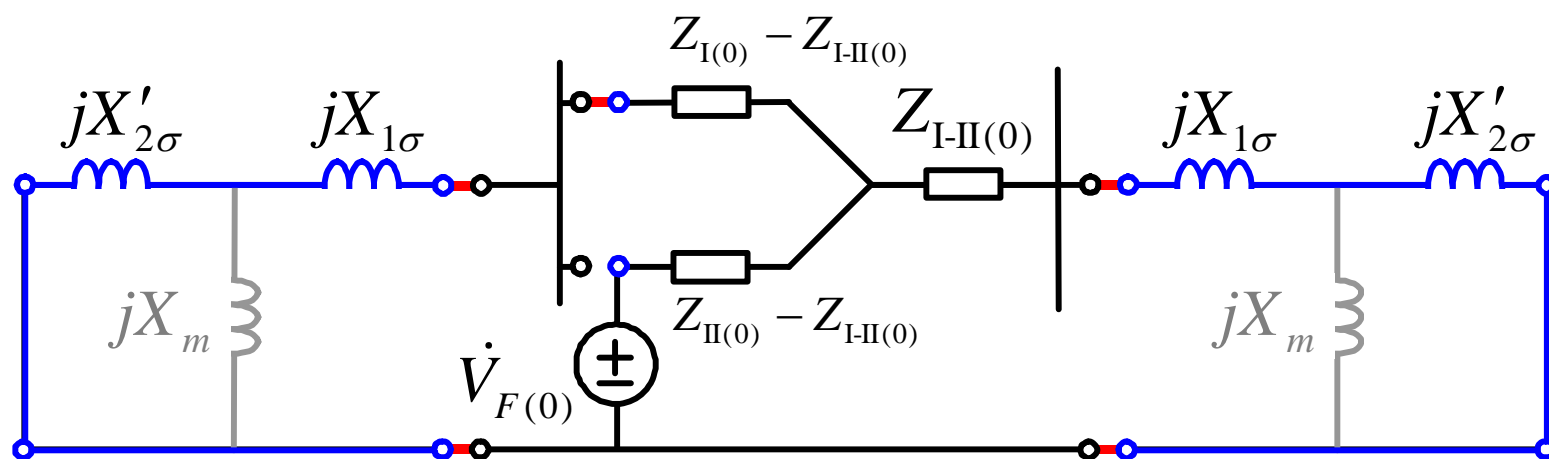 Z_{I(0)} − Z_{I-II(0)}
jX'_{2σ} jX_{1σ} Z_{I-II(0)} jX_{1σ} jX'_{2σ}
jX_m Z_{II(0)} − Z_{I-II(0)} jX_m
V̇_{F(0)}